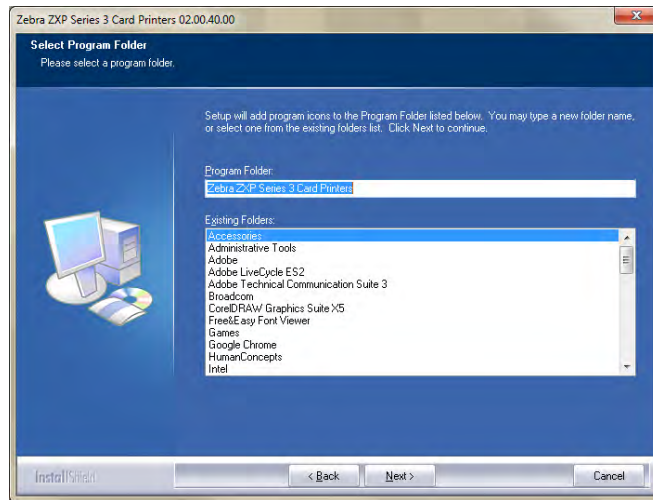 Zebra ZXP Series 3 Card Printers 02.00.40.00
Select Program Folder
Please select a program folder.
Setup will add program icons to the Program Folder listed below. You may type a new folder name,
or select one from the existing folders list. Click Next to continue.
Program Folder:
Zebra ZXP Series 3 Card Printers
Existing Folders:
Accessories
Administrative Tools
Adobe
Adobe LiveCycle ES2
Adobe Technical Communication Suite 3
Broadcom
CorelDRAW Graphics Suite X5
Free&Easy Font Viewer
Games
Google Chrome
HumanConcepts
Intel
InstallShield
< Back
Next >
Cancel